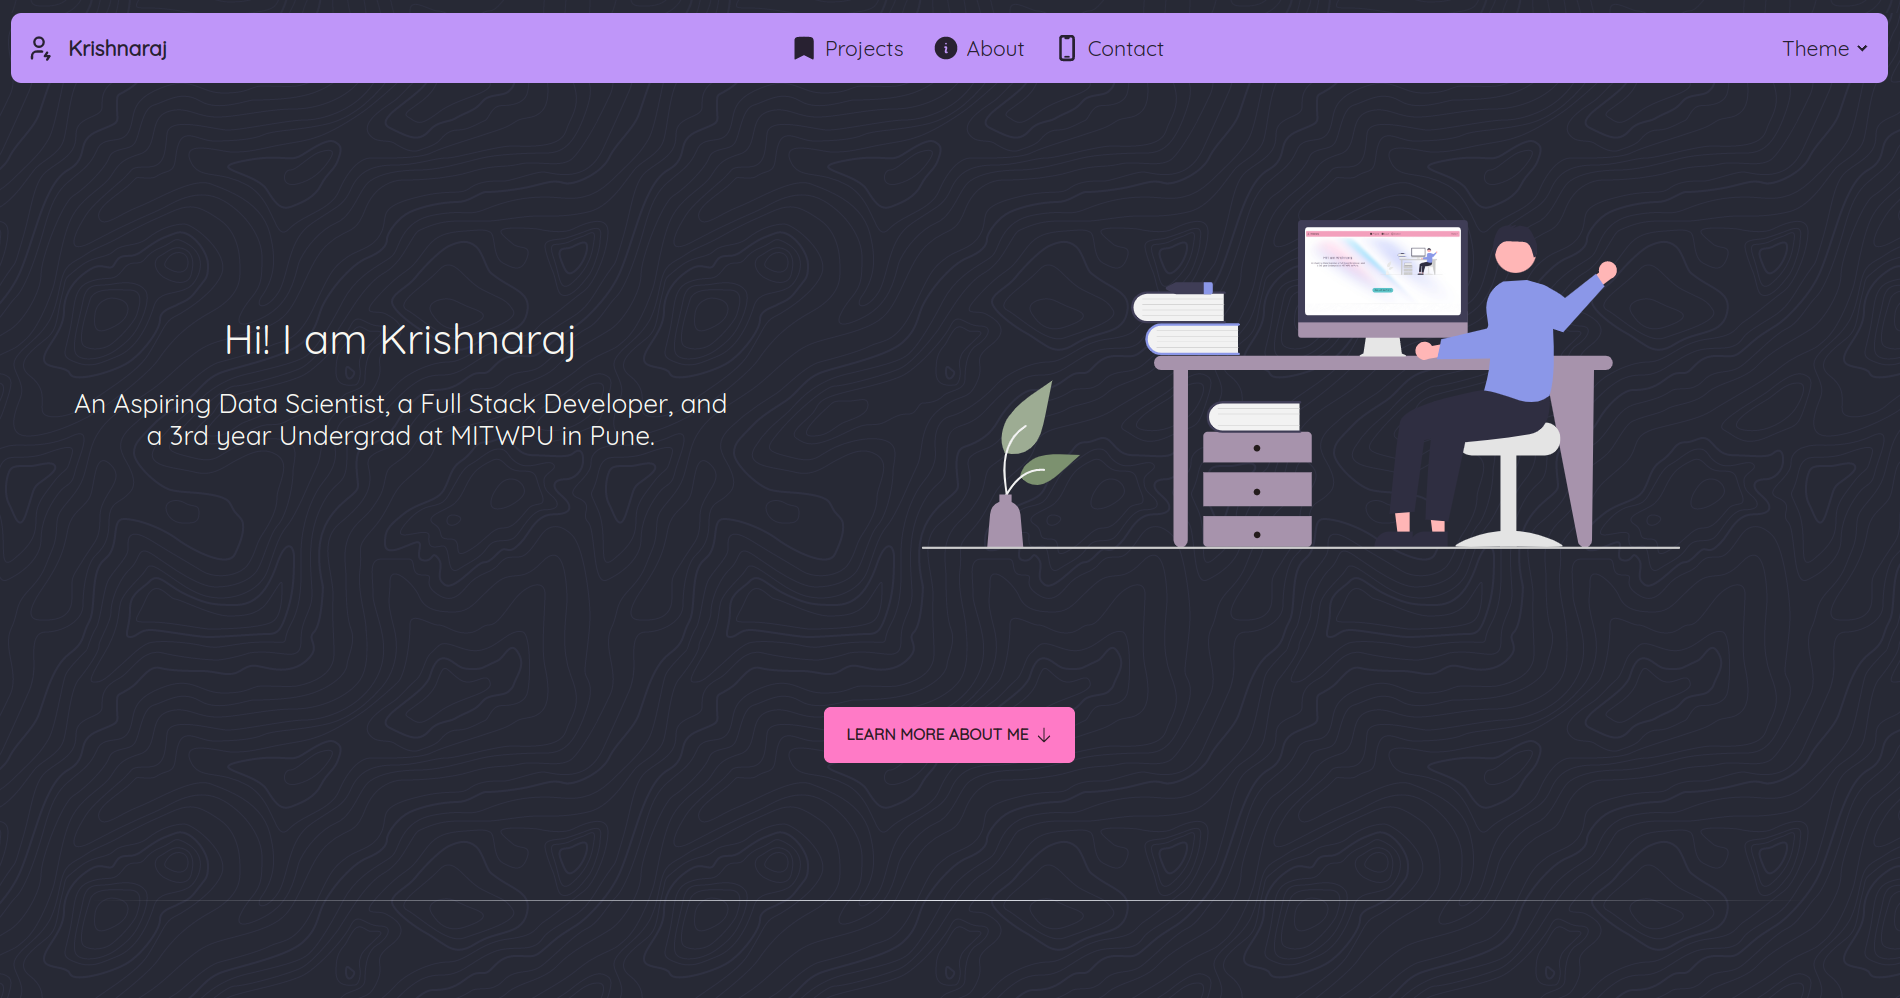 Krishnaraj
Projects
About
Contact
Theme
Hi! I am Krishnaraj
An Aspiring Data Scientist, a Full Stack Developer, and
a 3rd year Undergrad at MITWPU in Pune.
LEARN MORE ABOUT ME